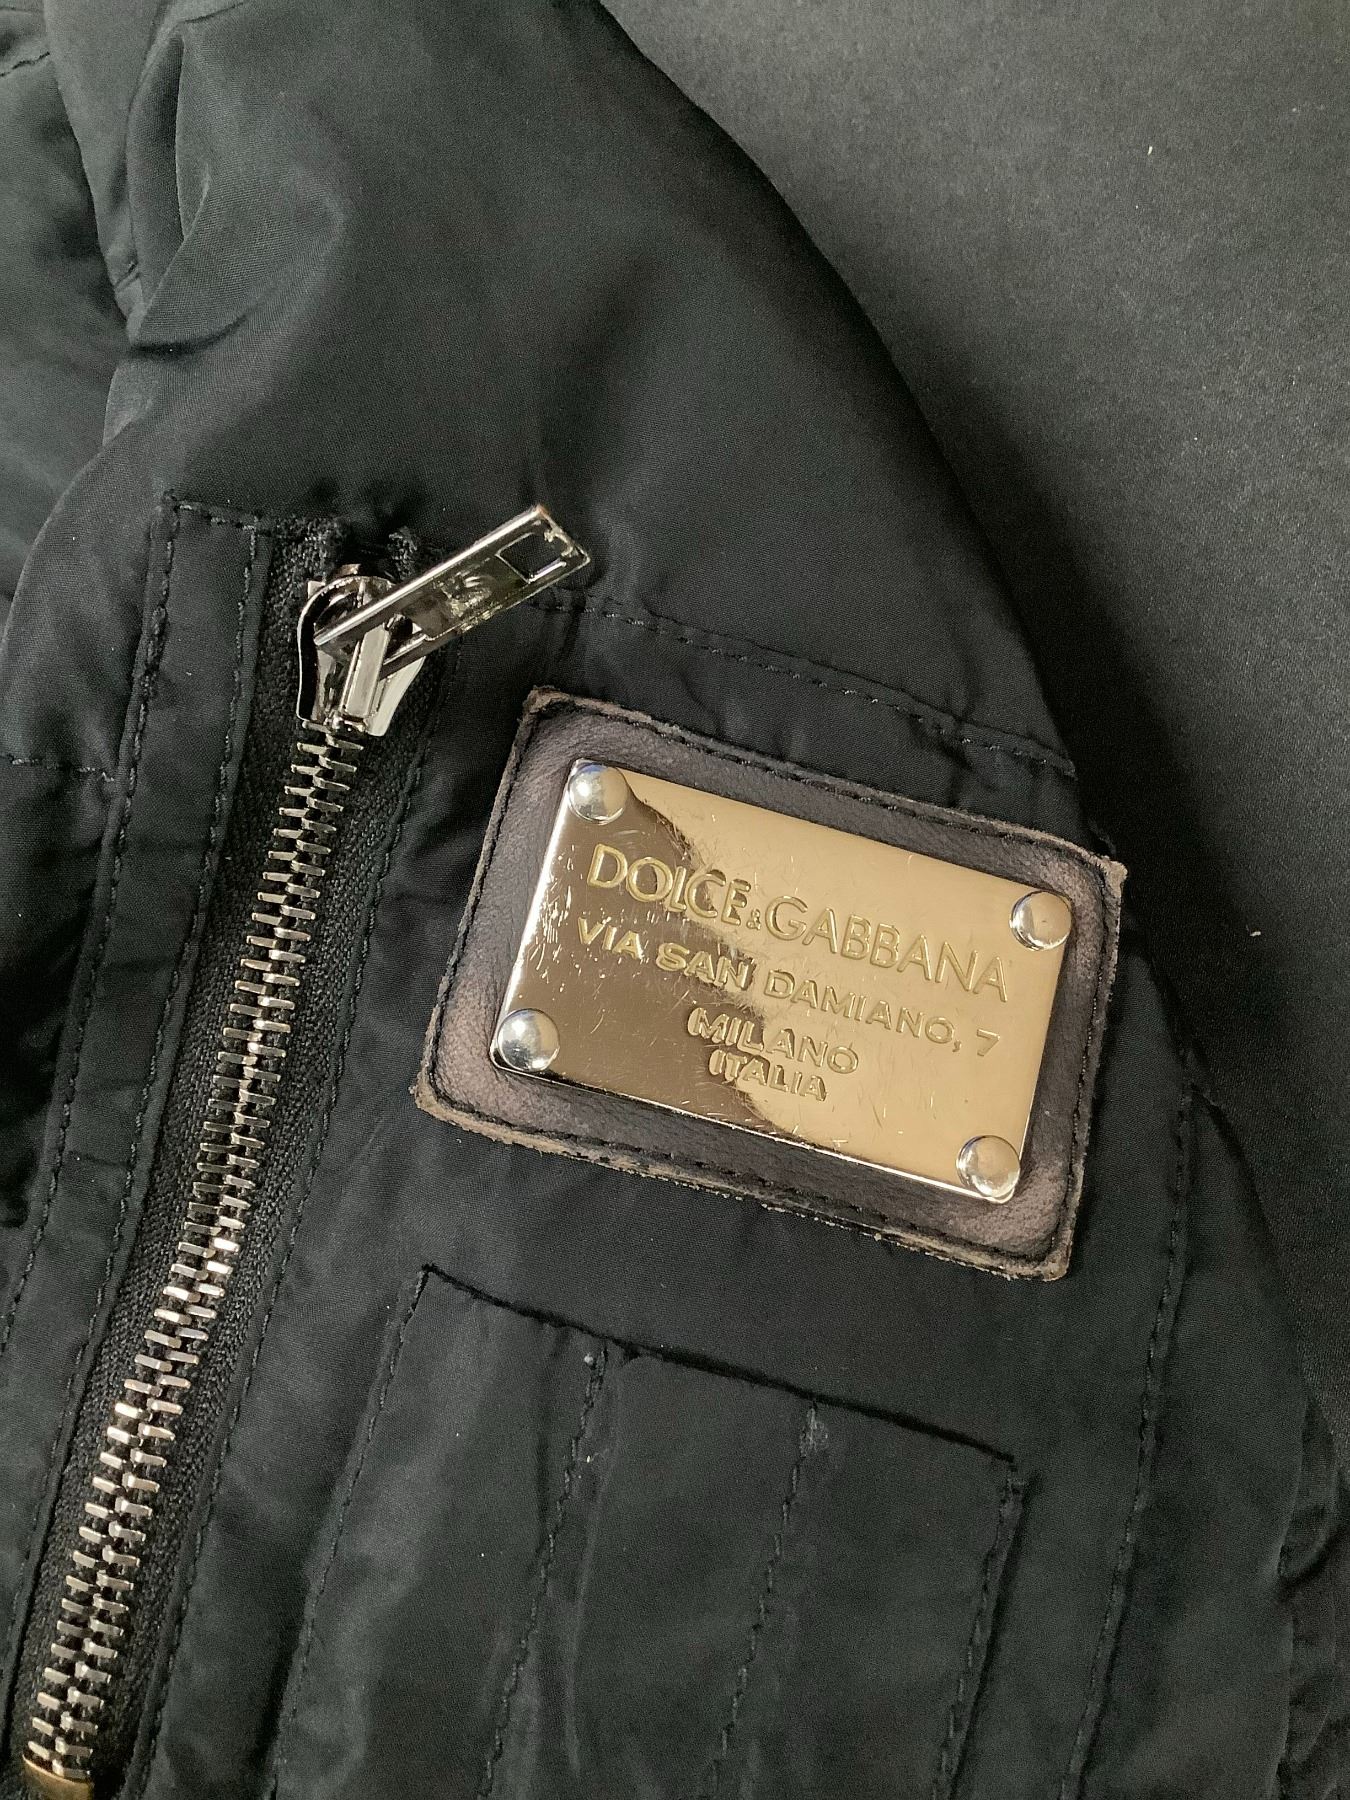 DOLCE&GABBANA
VIA SAN DAMIANO, 7
MILANO
ITALIA